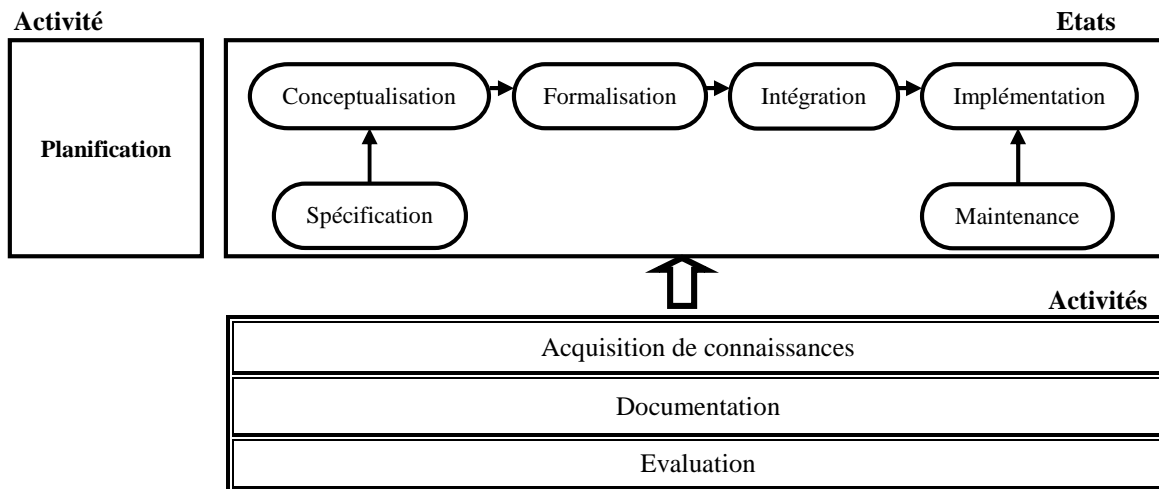 Activité
Etats
Planification
Conceptualisation
Formalisation
Intégration
Implémentation
Spécification
Maintenance
Activités
Acquisition de connaissances
Documentation
Evaluation